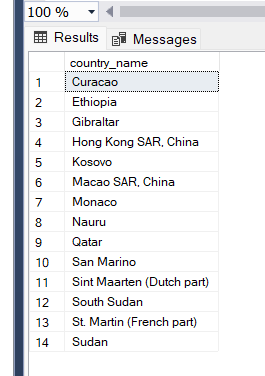 100 %
Results Messages
country_name
1 Curacao
2 Ethiopia
3 Gibraltar
4 Hong Kong SAR, China
5 Kosovo
6 Macao SAR, China
7 Monaco
8 Nauru
9 Qatar
10 San Marino
11 Sint Maarten (Dutch part)
12 South Sudan
13 St. Martin (French part)
14 Sudan